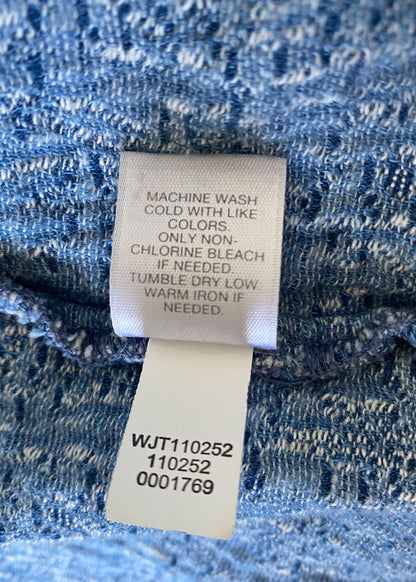 MACHINE WASH
COLD WITH LIKE
COLORS.
ONLY NON-
CHLORINE BLEACH
IF NEEDED.
TUMBLE DRY LOW
WARM IRON IF
NEEDED.
WJT110252
110252
0001769